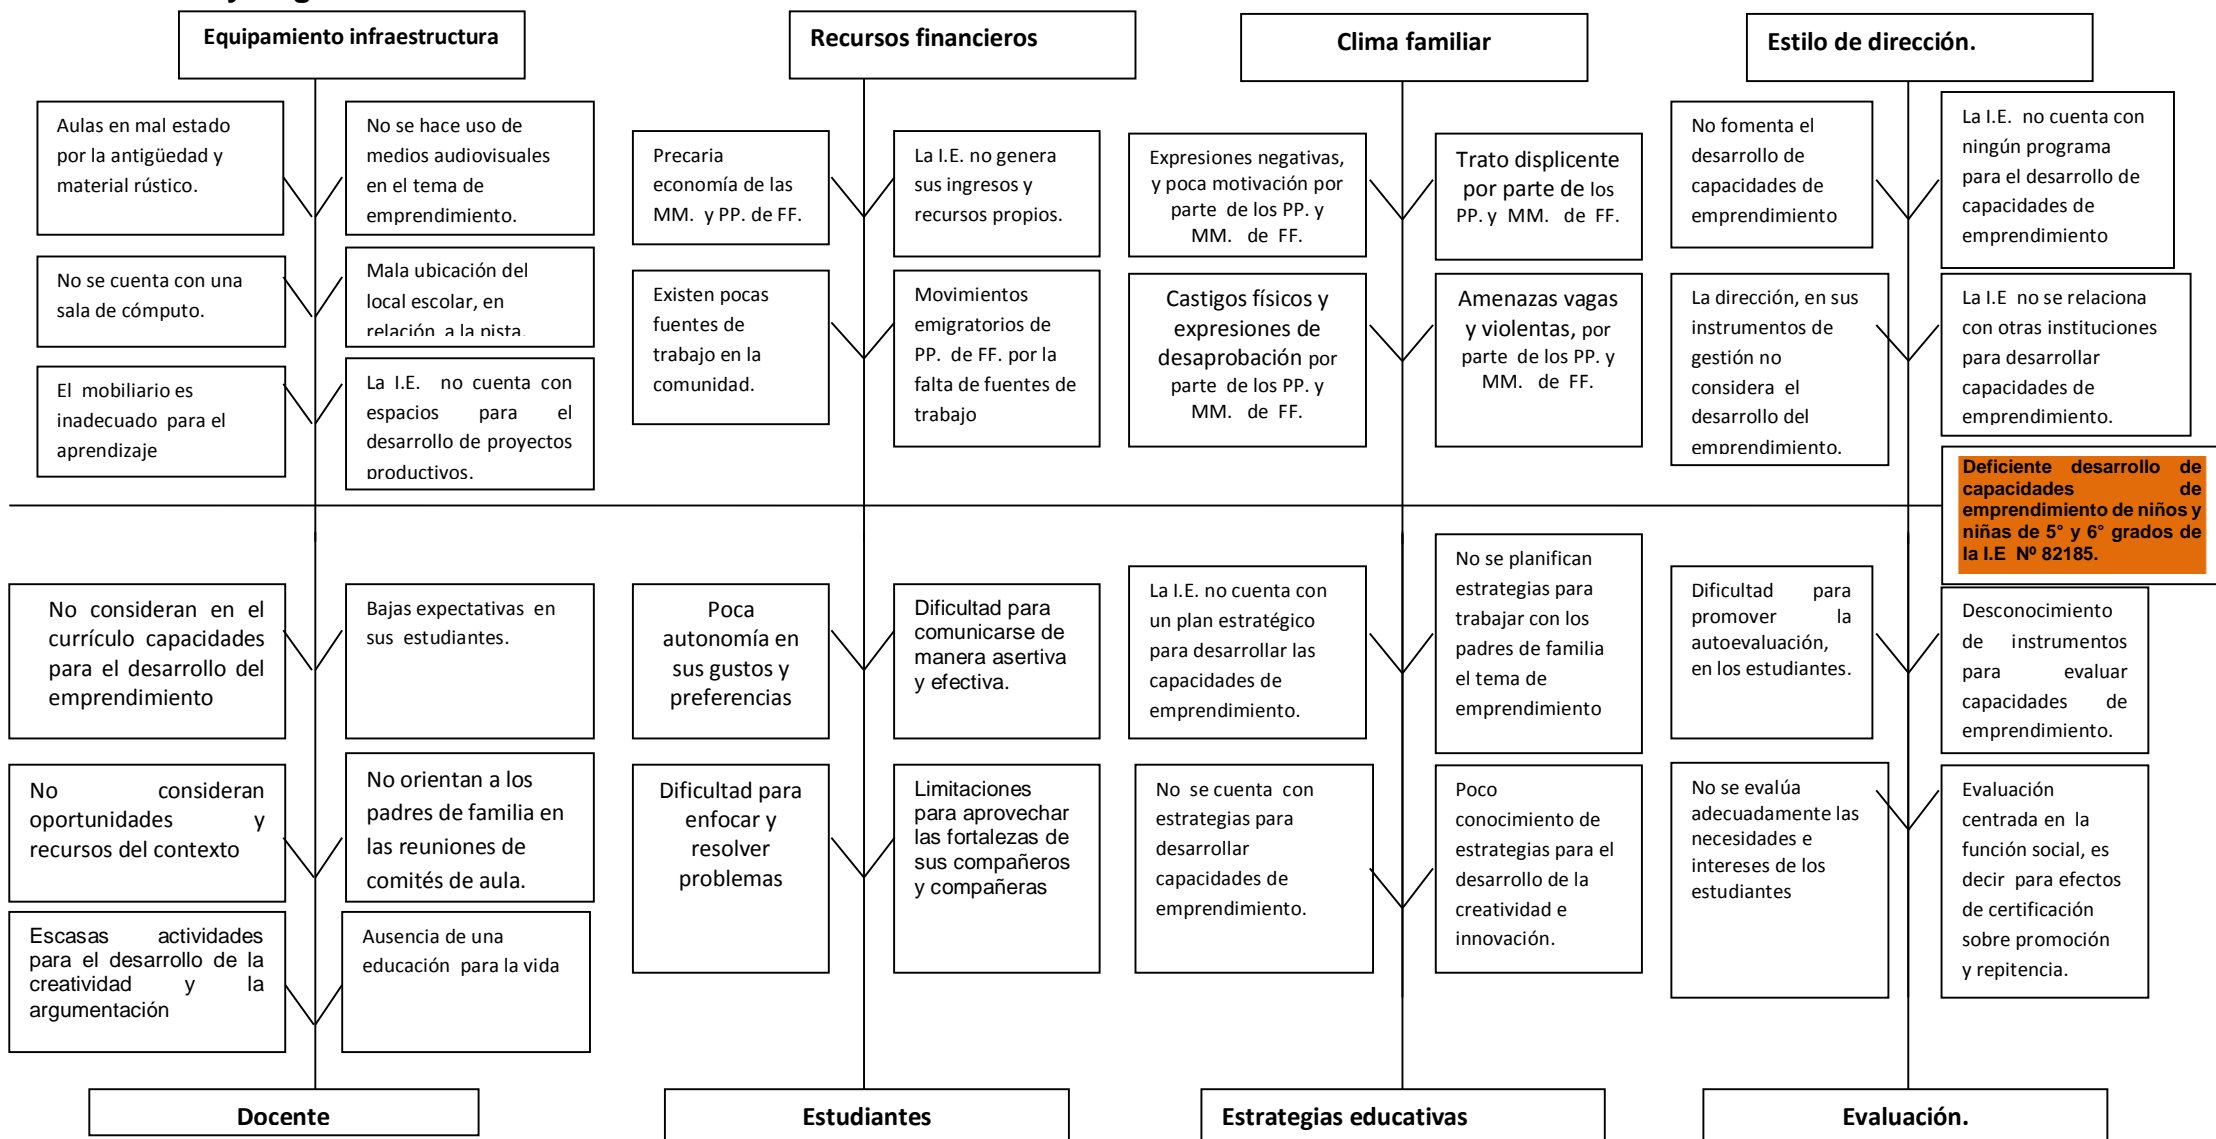 Equipamiento infraestructura
Recursos financieros
Clima familiar
Estilo de dirección.
Aulas en mal estado
por la antigüedad y
material rústico.
No se hace uso de
medios audiovisuales
en el tema de
emprendimiento.
No se cuenta con una
sala de cómputo.
Mala ubicación del
local escolar, en
relación a la pista.
El mobiliario es
inadecuado para el
aprendizaje
La I.E. no cuenta con
espacios para el
desarrollo de proyectos
productivos.
Precaria
economía de las
MM. y PP. de FF.
La I.E. no genera
sus ingresos y
recursos propios.
Existen pocas
fuentes de
trabajo en la
comunidad.
Movimientos
emigratorios de
PP. de FF. por la
falta de fuentes de
trabajo
Expresiones negativas,
y poca motivación por
parte de los PP. y
MM. de FF.
Trato displicente
por parte de los
PP. y MM. de FF.
Castigos físicos y
expresiones de
desaprobación por
parte de los PP. y
MM. de FF.
Amenazas vagas
y violentas, por
parte de los PP. y
MM. de FF.
No fomenta el
desarrollo de
capacidades de
emprendimiento
La I.E. no cuenta con
ningún programa
para el desarrollo de
capacidades de
emprendimiento
La dirección, en sus
instrumentos de
gestión no
considera el
desarrollo del
emprendimiento.
La I.E no se relaciona
con otras instituciones
para desarrollar
capacidades de
emprendimiento.
Deficiente desarrollo de
capacidades de
emprendimiento de niños y
niñas de 5° y 6° grados de
la I.E Nº 82185.
No consideran en el
currículo capacidades
para el desarrollo del
emprendimiento
Bajas expectativas en
sus estudiantes.
No consideran
oportunidades y
recursos del contexto
No orientan a los
padres de familia en
las reuniones de
comités de aula.
Escasas actividades
para el desarrollo de la
creatividad y la
argumentación
Ausencia de una
educación para la vida
Poca
autonomía en
sus gustos y
preferencias
Dificultad para
comunicarse de
manera asertiva
y efectiva.
Dificultad para
enfocar y
resolver
problemas
Limitaciones
para aprovechar
las fortalezas de
sus compañeros
y compañeras
La I.E. no cuenta con
un plan estratégico
para desarrollar las
capacidades de
emprendimiento.
No se planifican
estrategias para
trabajar con los
padres de familia
el tema de
emprendimiento
No se cuenta con
estrategias para
desarrollar
capacidades de
emprendimiento.
Poco
conocimiento de
estrategias para el
desarrollo de la
creatividad e
innovación.
Dificultad para
promover la
autoevaluación,
en los estudiantes.
Desconocimiento
de instrumentos
para evaluar
capacidades de
emprendimiento.
No se evalúa
adecuadamente las
necesidades e
intereses de los
estudiantes
Evaluación
centrada en la
función social, es
decir para efectos
de certificación
sobre promoción
y repitencia.
Docente
Estudiantes
Estrategias educativas
Evaluación.